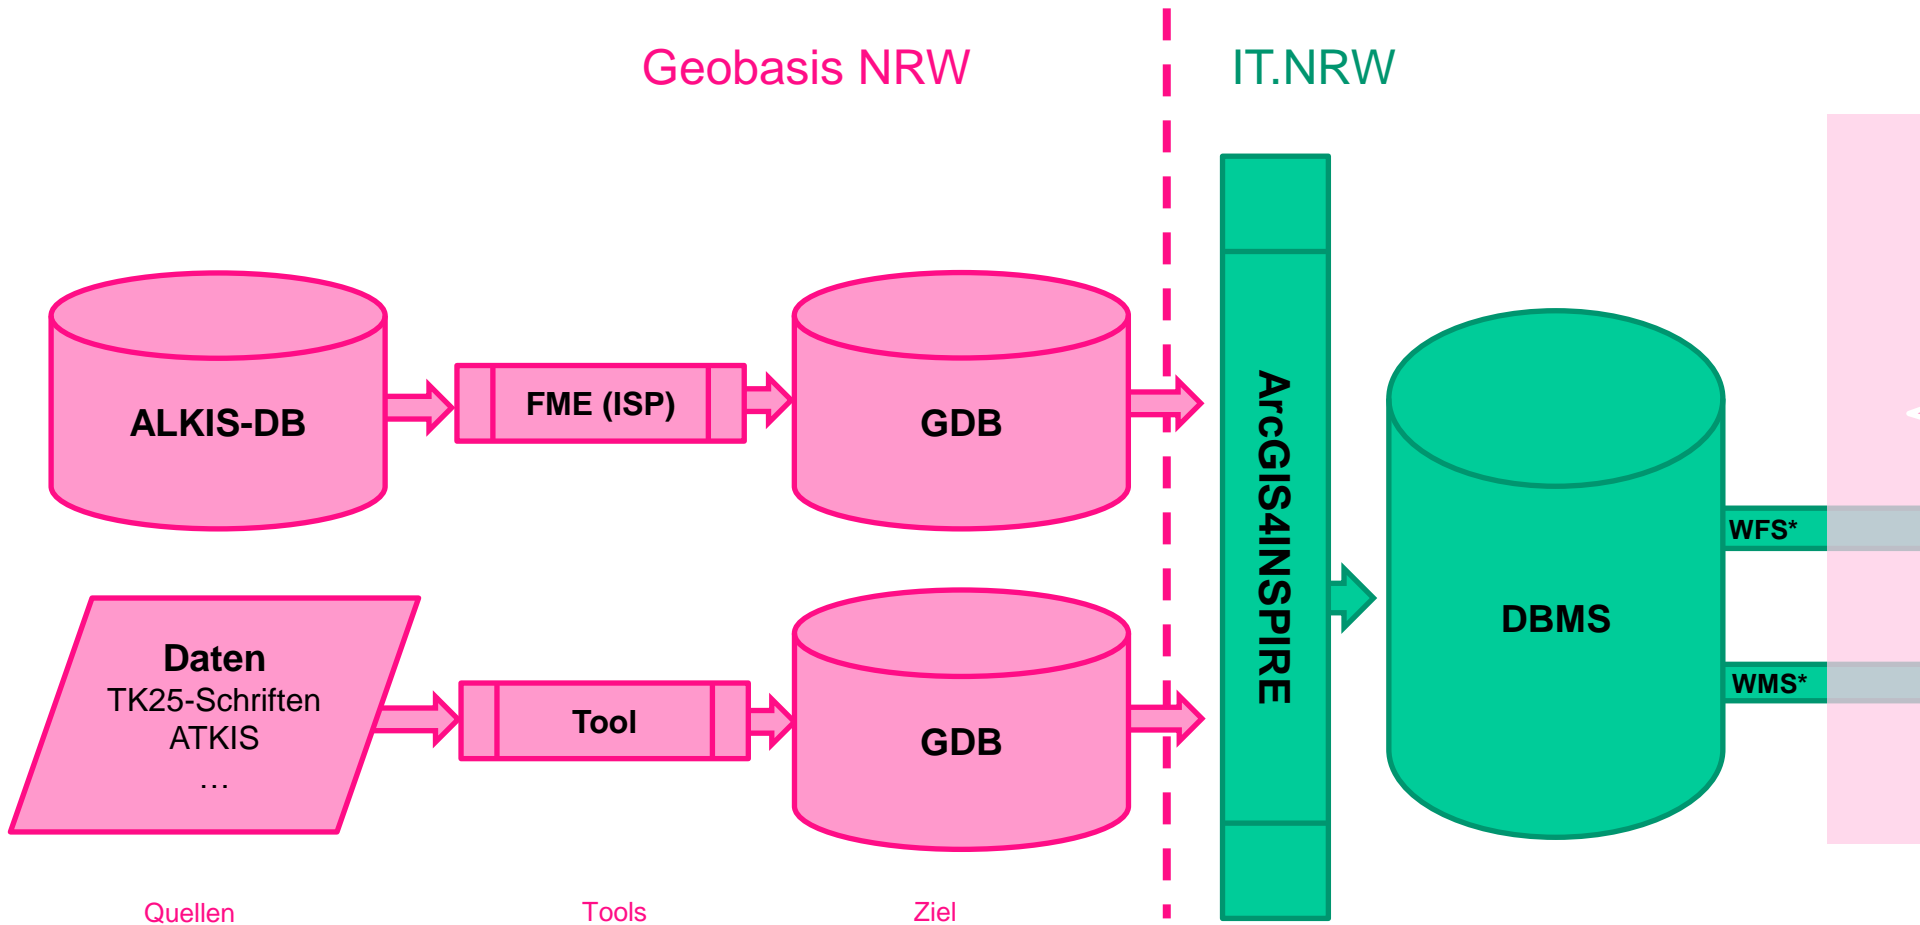 Geobasis NRW
IT.NRW
ALKIS-DB
FME (ISP)
GDB
ArcGIS4INSPIRE
DBMS
WFS*
WMS*
Daten
TK25-Schriften
ATKIS
...
Tool
GDB
Quellen
Tools
Ziel